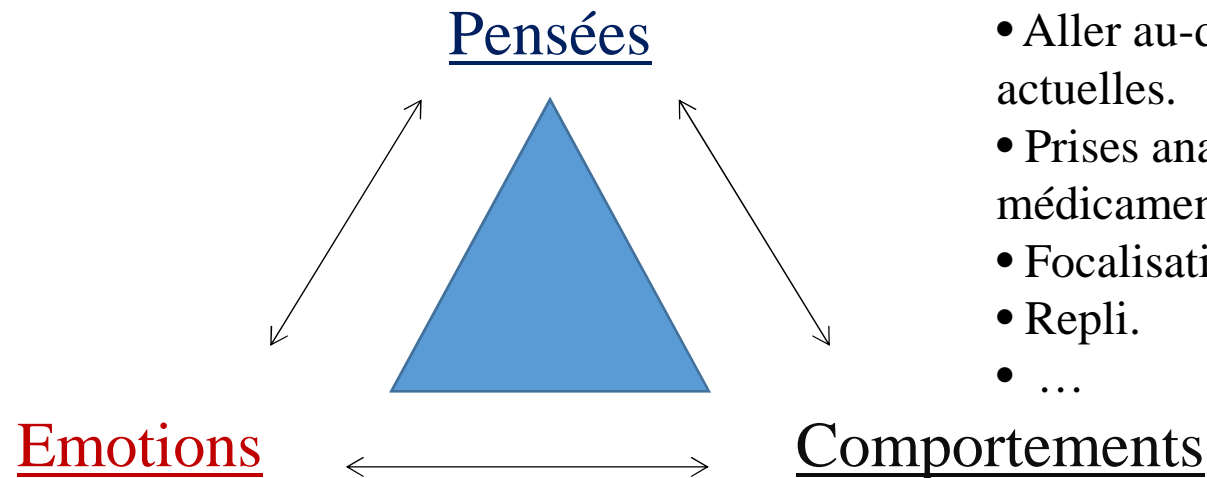 Pensées
• Aller au-d
actuelles.
• Prises ana
médicamen
• Focalisati
• Repli.
• …
Emotions
Comportements